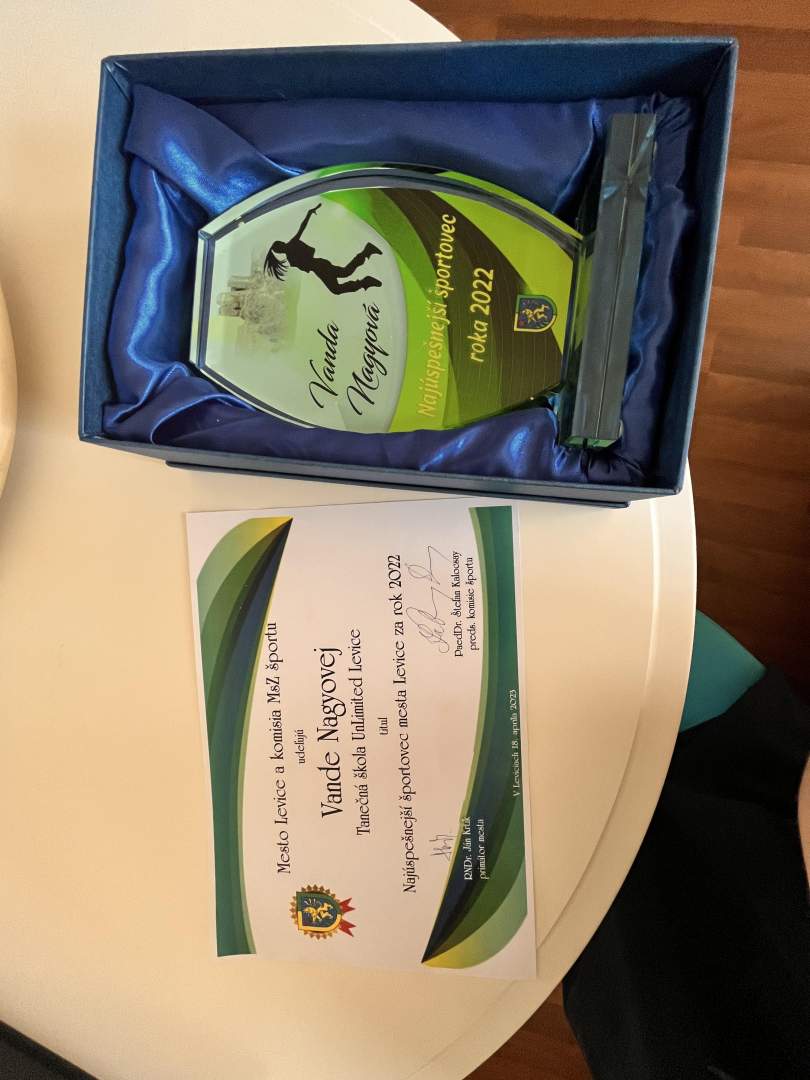 Vanda
Nagyová
Najúspešnejší športovec
roka 2022
Mesto Levice a komisia MsZ športu
udeľujú
Vande Nagyovej
Tanečná škola UnLimited Levice
titul
Najúspešnejší športovec mesta Levice za rok 2022
RNDr. Ján Krtík
primátor mesta
PaedDr. Štefan Kalocsay
preds. komisie športu
V Leviciach 18. apríla 2023